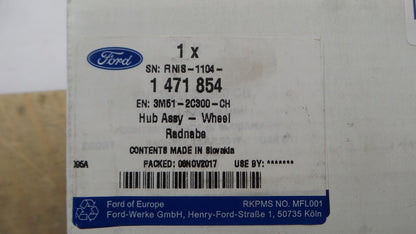 Ford
1 x
SN: FINIS-1104-
1 471 854
EN: 3M51-2C300-CH
Hub Assy - Wheel
Radnabe
CONTENTS MADE IN Slovakia
PACKED: 09NOV2017 USE BY: *******
Ford of Europe
RKPMS NO. MFL001
Ford-Werke GmbH, Henry-Ford-Straße 1, 50735 Köln